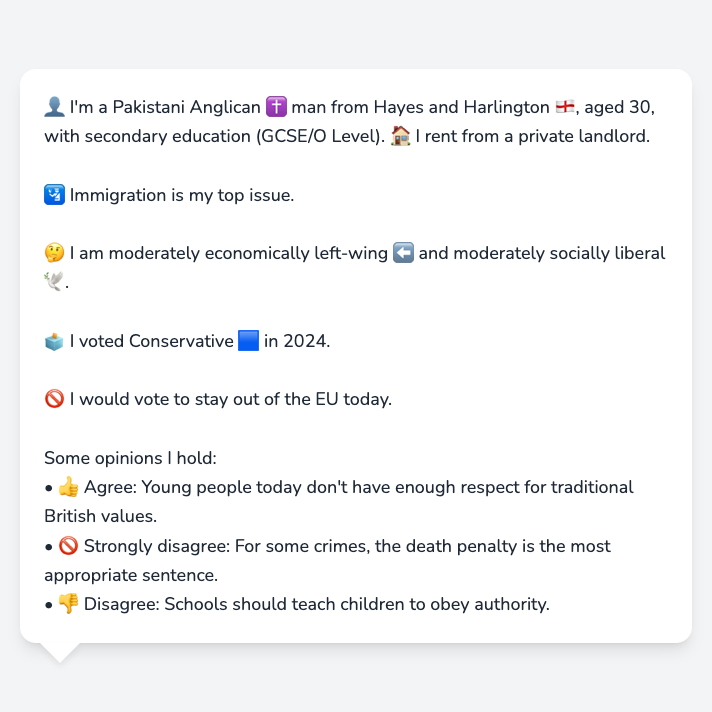 👤 I'm a Pakistani Anglican ✝️ man from Hayes and Harlington 🏴󠁧󠁢󠁥󠁮󠁧󠁿, aged 30,
with secondary education (GCSE/O Level). 🏠 I rent from a private landlord.
🛂 Immigration is my top issue.
🤔 I am moderately economically left-wing ⬅️ and moderately socially liberal
🕊️.
🗳️ I voted Conservative 🟦 in 2024.
🚫 I would vote to stay out of the EU today.
Some opinions I hold:
• 👍 Agree: Young people today don't have enough respect for traditional
British values.
• 🚫 Strongly disagree: For some crimes, the death penalty is the most
appropriate sentence.
• 👎 Disagree: Schools should teach children to obey authority.